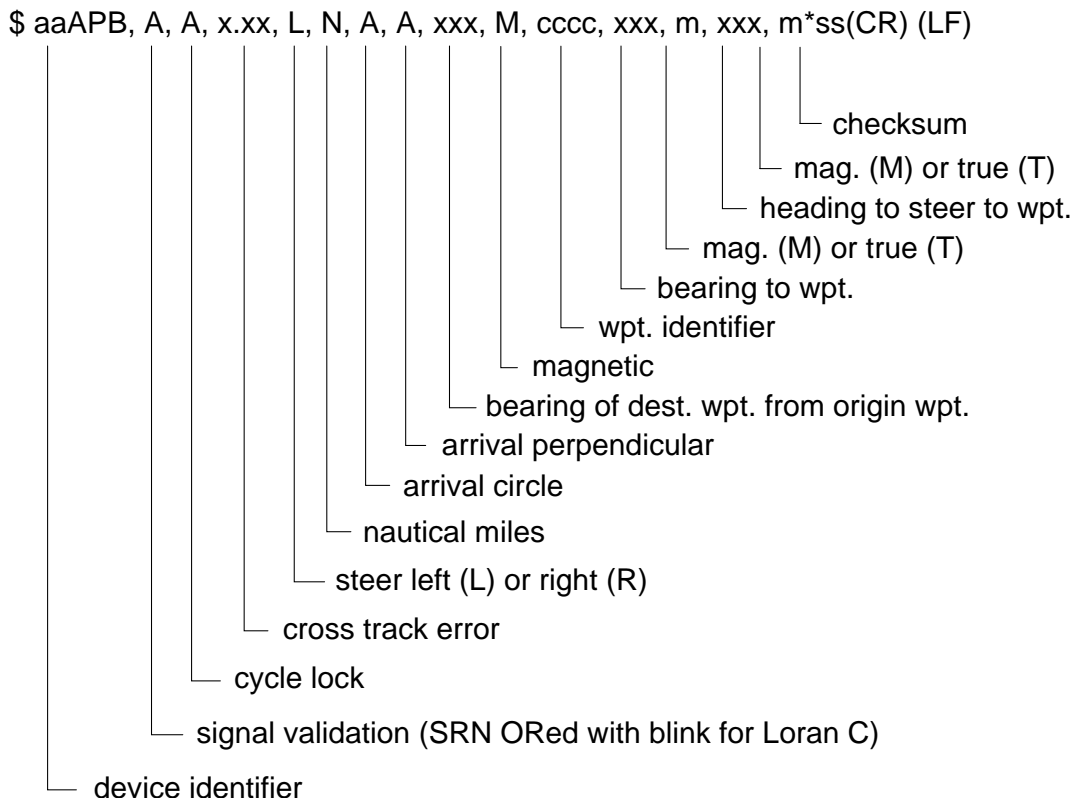 $ aaAPB, A, A, x.xx, L, N, A, A, xxx, M, cccc, xxx, m, xxx, m*ss(CR) (LF)
checksum
mag. (M) or true (T)
heading to steer to wpt.
mag. (M) or true (T)
bearing to wpt.
wpt. identifier
magnetic
bearing of dest. wpt. from origin wpt.
arrival perpendicular
arrival circle
nautical miles
steer left (L) or right (R)
cross track error
cycle lock
signal validation (SRN ORed with blink for Loran C)
device identifier